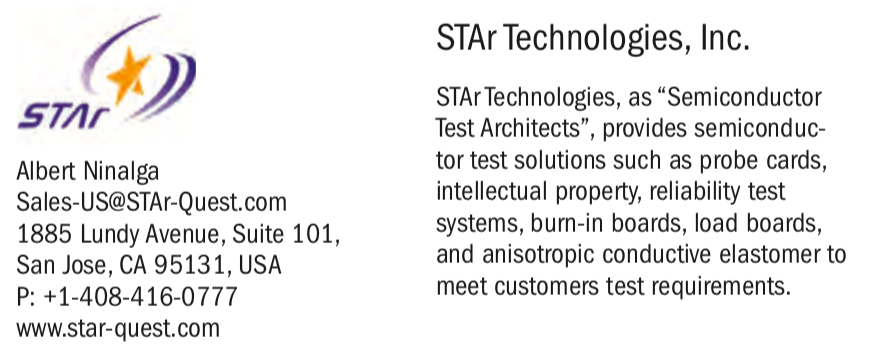 STAr
Albert Ninalga
Sales-US@STAr-Quest.com
1885 Lundy Avenue, Suite 101,
San Jose, CA 95131, USA
P: +1-408-416-0777
www.star-quest.com
STAr Technologies, Inc.
STAr Technologies, as “Semiconductor
Test Architects”, provides semiconduc-
tor test solutions such as probe cards,
intellectual property, reliability test
systems, burn-in boards, load boards,
and anisotropic conductive elastomer to
meet customers test requirements.